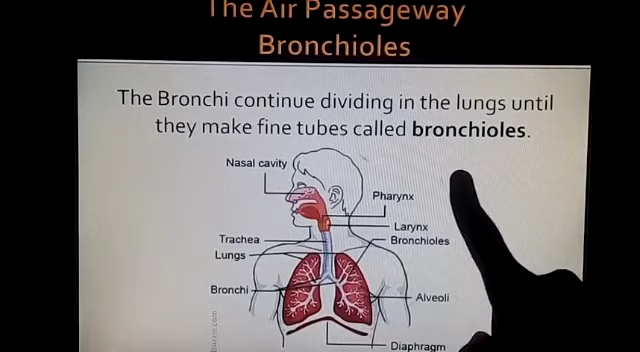 The Air Passageway
Bronchioles
The Bronchi continue dividing in the lungs until
they make fine tubes called bronchioles.
Nasal cavity
Pharynx
Larynx
Trachea
Bronchioles
Lungs
Bronchi
Alveoli
Diaphragm